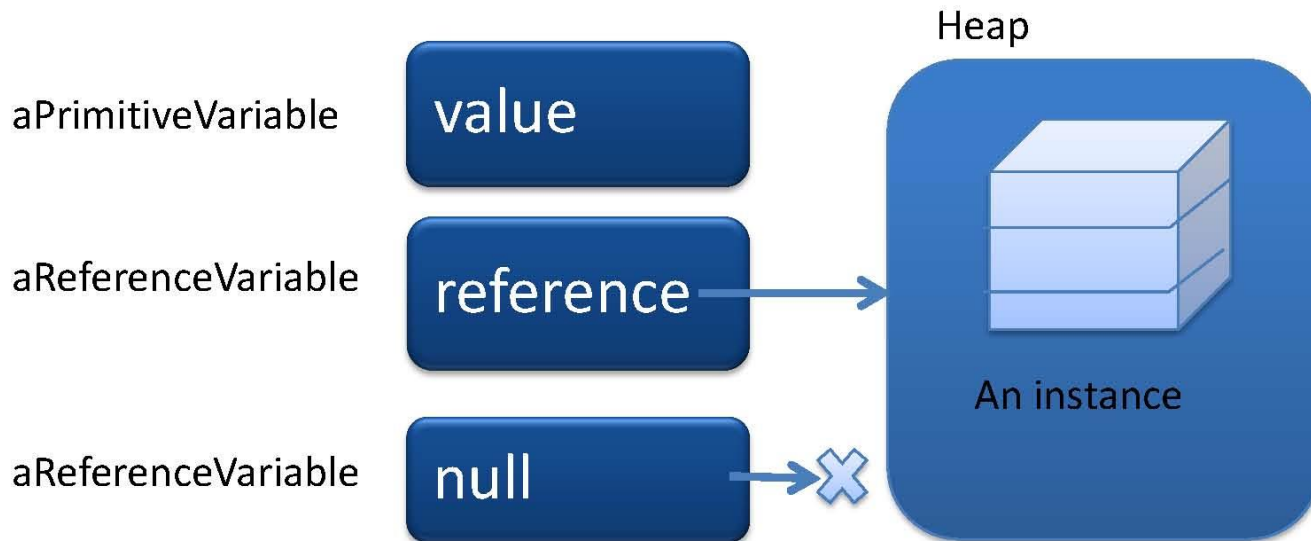 Heap
aPrimitiveVariable
value
aReferenceVariable
reference
An instance
aReferenceVariable
null